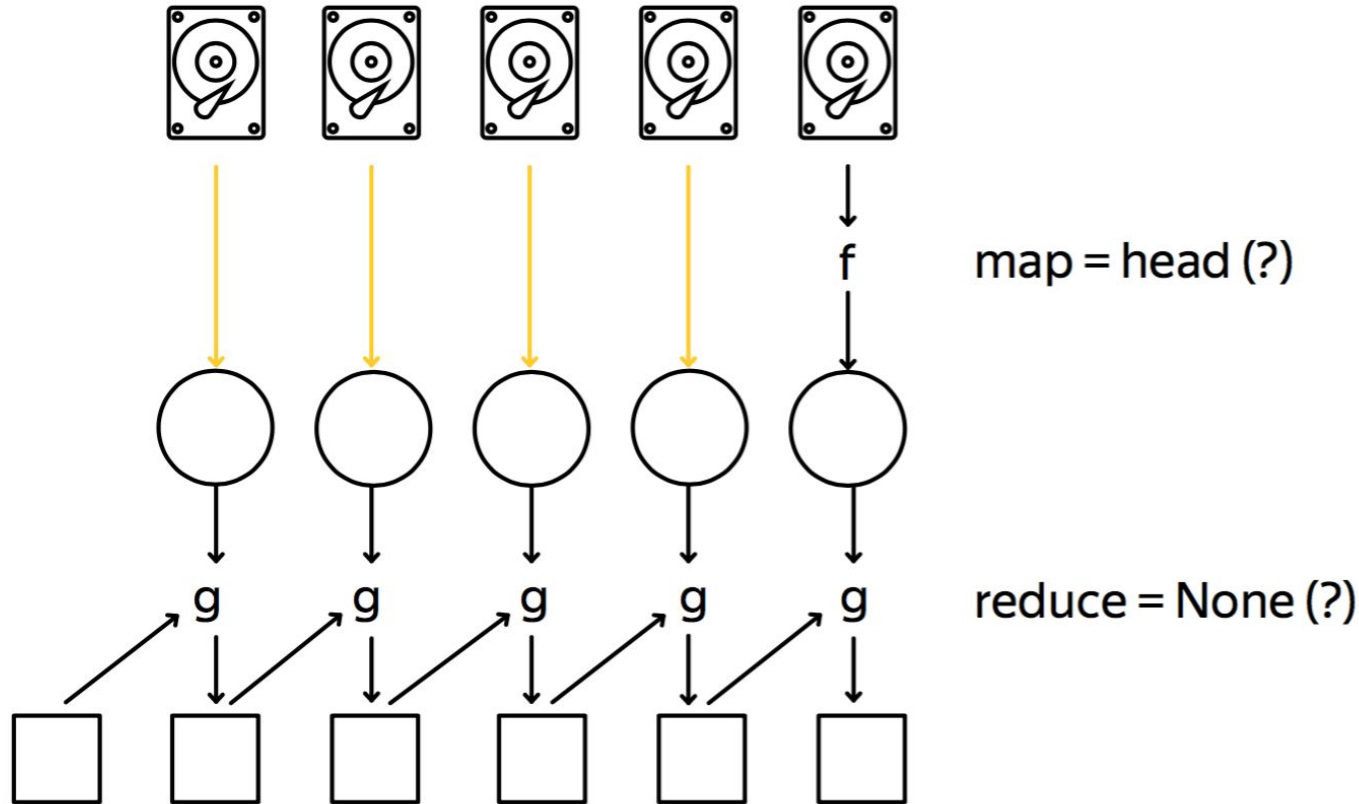 f map = head (?)
g g g g g reduce = None (?)